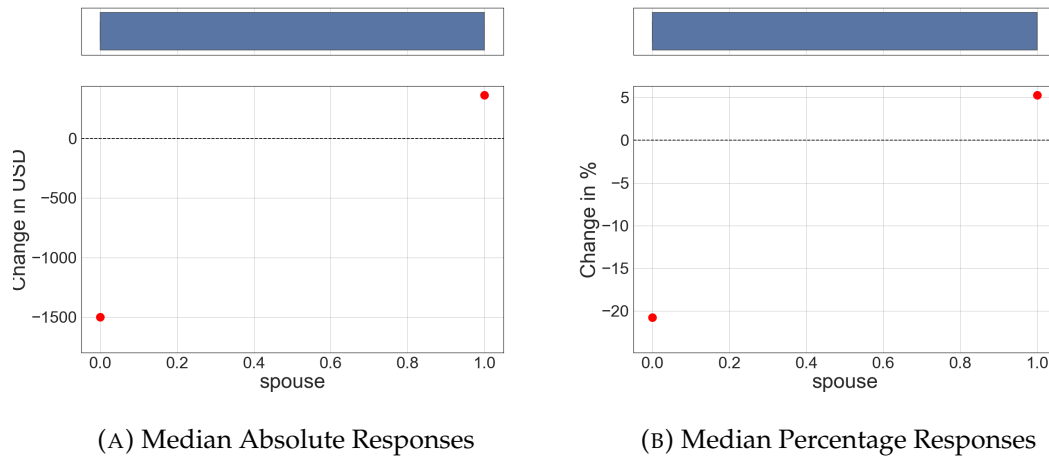 0
−500
−1000
−1500
Change in USD
0.0 0.2 0.4 0.6 0.8 1.0
spouse
(A) Median Absolute Responses
5
0
−5
−10
−15
−20
Change in %
0.0 0.2 0.4 0.6 0.8 1.0
spouse
(B) Median Percentage Responses